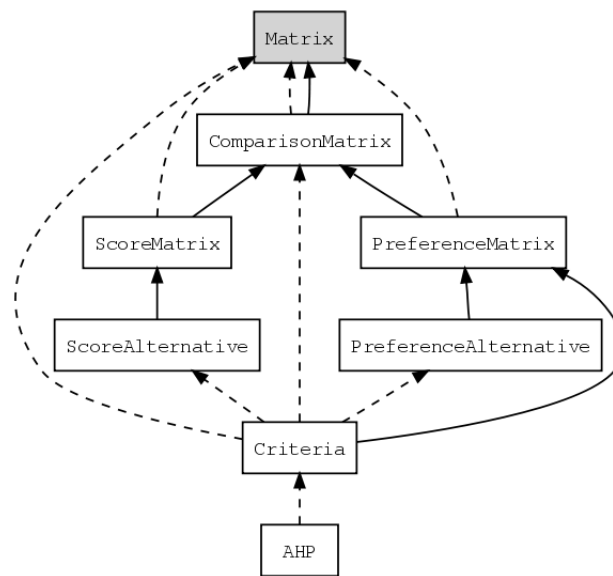 Matrix
ComparisonMatrix
ScoreMatrix
PreferenceMatrix
ScoreAlternative
PreferenceAlternative
Criteria
AHP